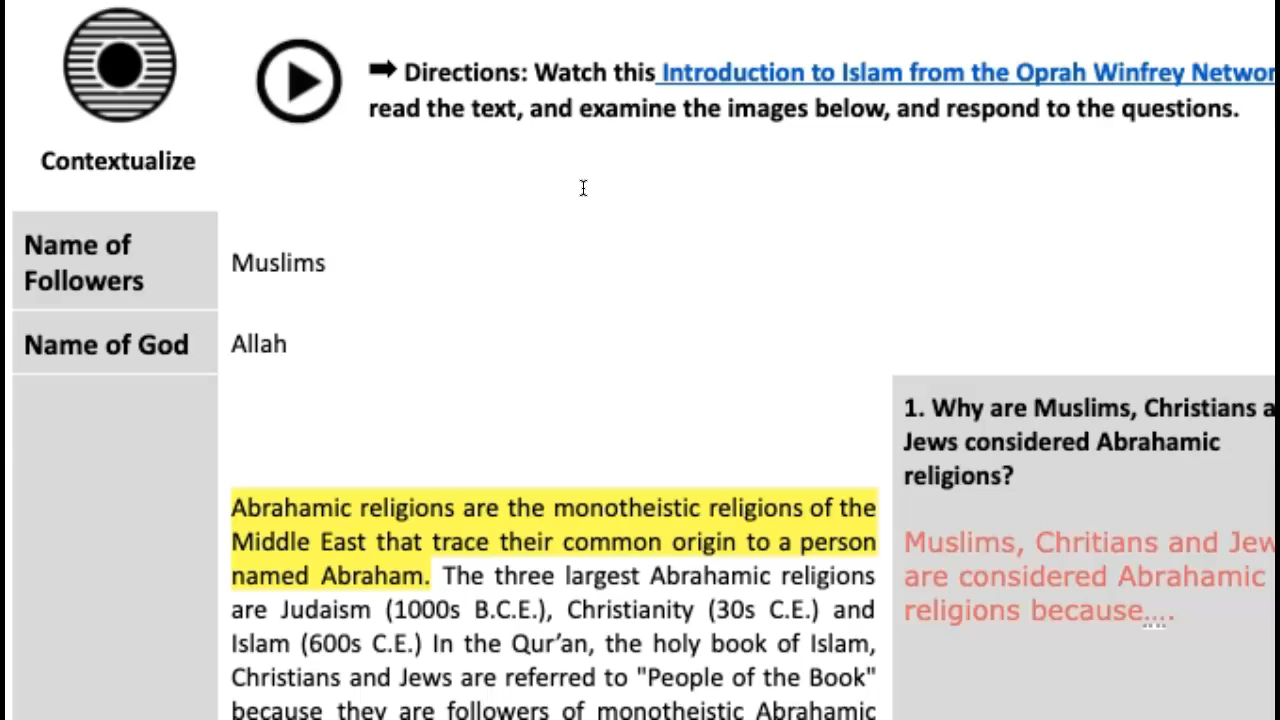 ➡ Directions: Watch this Introduction to Islam from the Oprah Winfrey
read the text, and examine the images below, and respond to the questions.
Contextualize
Name of
Followers
Muslims
Name of God
Allah
1. Why are Muslims, Christians
Jews considered Abrahamic
religions?
Muslims, Chritians and
are considered Abrahamic
religions because....
Abrahamic religions are the monotheistic religions of the
Middle East that trace their common origin to a person
named Abraham. The three largest Abrahamic religions
are Judaism (1000s B.C.E.), Christianity (30s C.E.) and
Islam (600s C.E.) In the Qur’an, the holy book of Islam,
Christians and Jews are referred to "People of the Book"
because they are followers of monotheistic Abrahamic